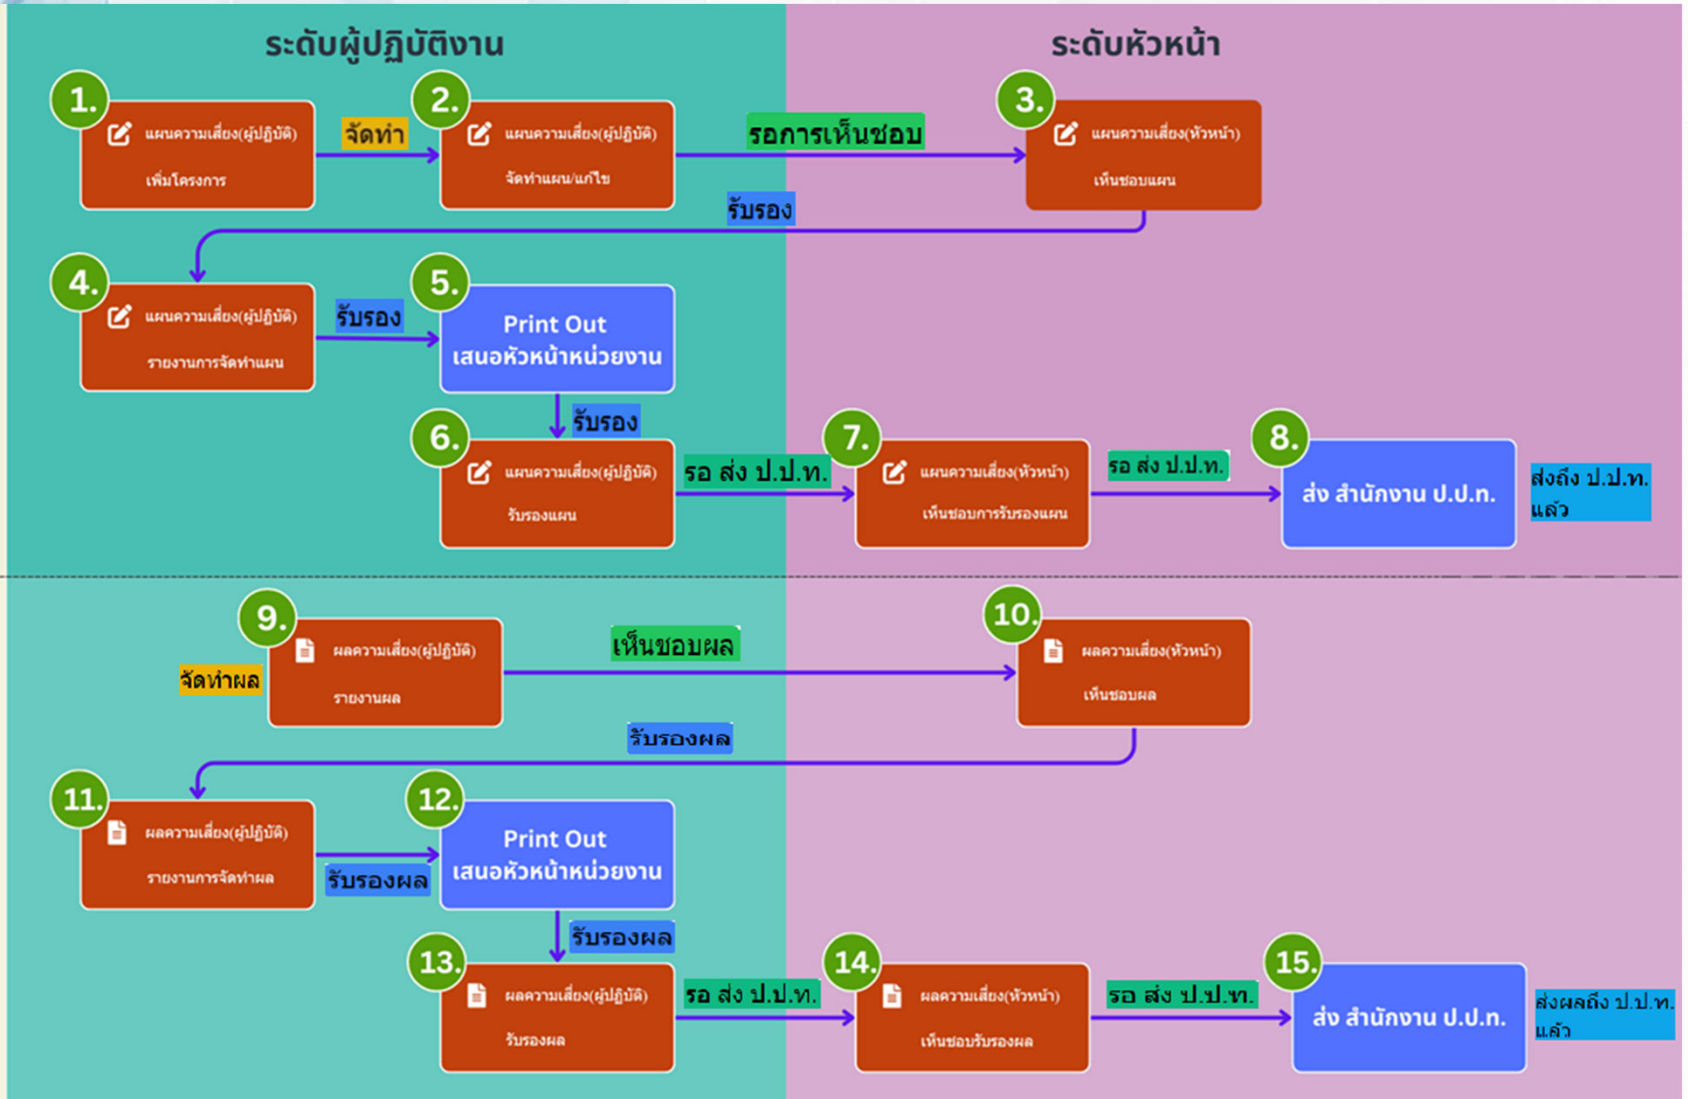 ระดับผู้ปฏิบัติงาน
ระดับหัวหน้า
1.
แผนความเสี่ยง(ผู้ปฏิบัติ)
เพิ่มโครงการ
จัดทำ
2.
แผนความเสี่ยง(ผู้ปฏิบัติ)
จัดทำแผน/แก้ไข
รอการเห็นชอบ
3.
แผนความเสี่ยง(หัวหน้า)
เห็นชอบแผน
รับรอง
4.
แผนความเสี่ยง(ผู้ปฏิบัติ)
รายงานการจัดทำแผน
รับรอง
5.
Print Out
เสนอหัวหน้าหน่วยงาน
รับรอง
6.
แผนความเสี่ยง(ผู้ปฏิบัติ)
รับรองแผน
รอ ส่ง ป.ป.ท.
7.
แผนความเสี่ยง(หัวหน้า)
เห็นชอบการรับรองแผน
รอ ส่ง ป.ป.ท.
8.
ส่ง สำนักงาน ป.ป.ท.
ส่งถึง ป.ป.ท.
แล้ว
9.
ผลความเสี่ยง(ผู้ปฏิบัติ)
รายงานผล
จัดทำผล
เห็นชอบผล
10.
ผลความเสี่ยง(หัวหน้า)
เห็นชอบผล
รับรองผล
11.
ผลความเสี่ยง(ผู้ปฏิบัติ)
รายงานการจัดทำผล
รับรองผล
12.
Print Out
เสนอหัวหน้าหน่วยงาน
รับรองผล
13.
ผลความเสี่ยง(ผู้ปฏิบัติ)
รับรองผล
รอ ส่ง ป.ป.ท.
14.
ผลความเสี่ยง(หัวหน้า)
เห็นชอบรับรองผล
รอ ส่ง ป.ป.ท.
15.
ส่ง สำนักงาน ป.ป.ท.
ส่งผลถึง ป.ป.ท.
แล้ว